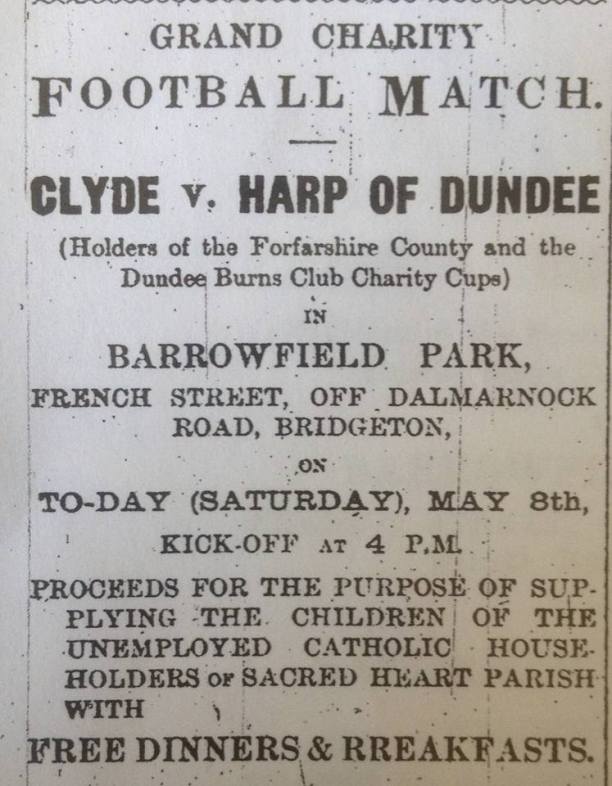 GRAND CHARITY
FOOTBALL MATCH.
CLYDE v. HARP OF DUNDEE
(Holders of the Forfarshire County and the
Dundee Burns Club Charity Cups)
IN
BARROWFIELD PARK,
FRENCH STREET, OFF DALMARNOCK
ROAD, BRIDGETON,
ON
TO-DAY (SATURDAY), MAY 8th,
KICK-OFF AT 4 P.M.
PROCEEDS FOR THE PURPOSE OF SUP-
PLYING THE CHILDREN OF THE
UNEMPLOYED CATHOLIC HOUSE-
HOLDERS OF SACRED HEART PARISH
WITH
FREE DINNERS & RREAKFASTS.